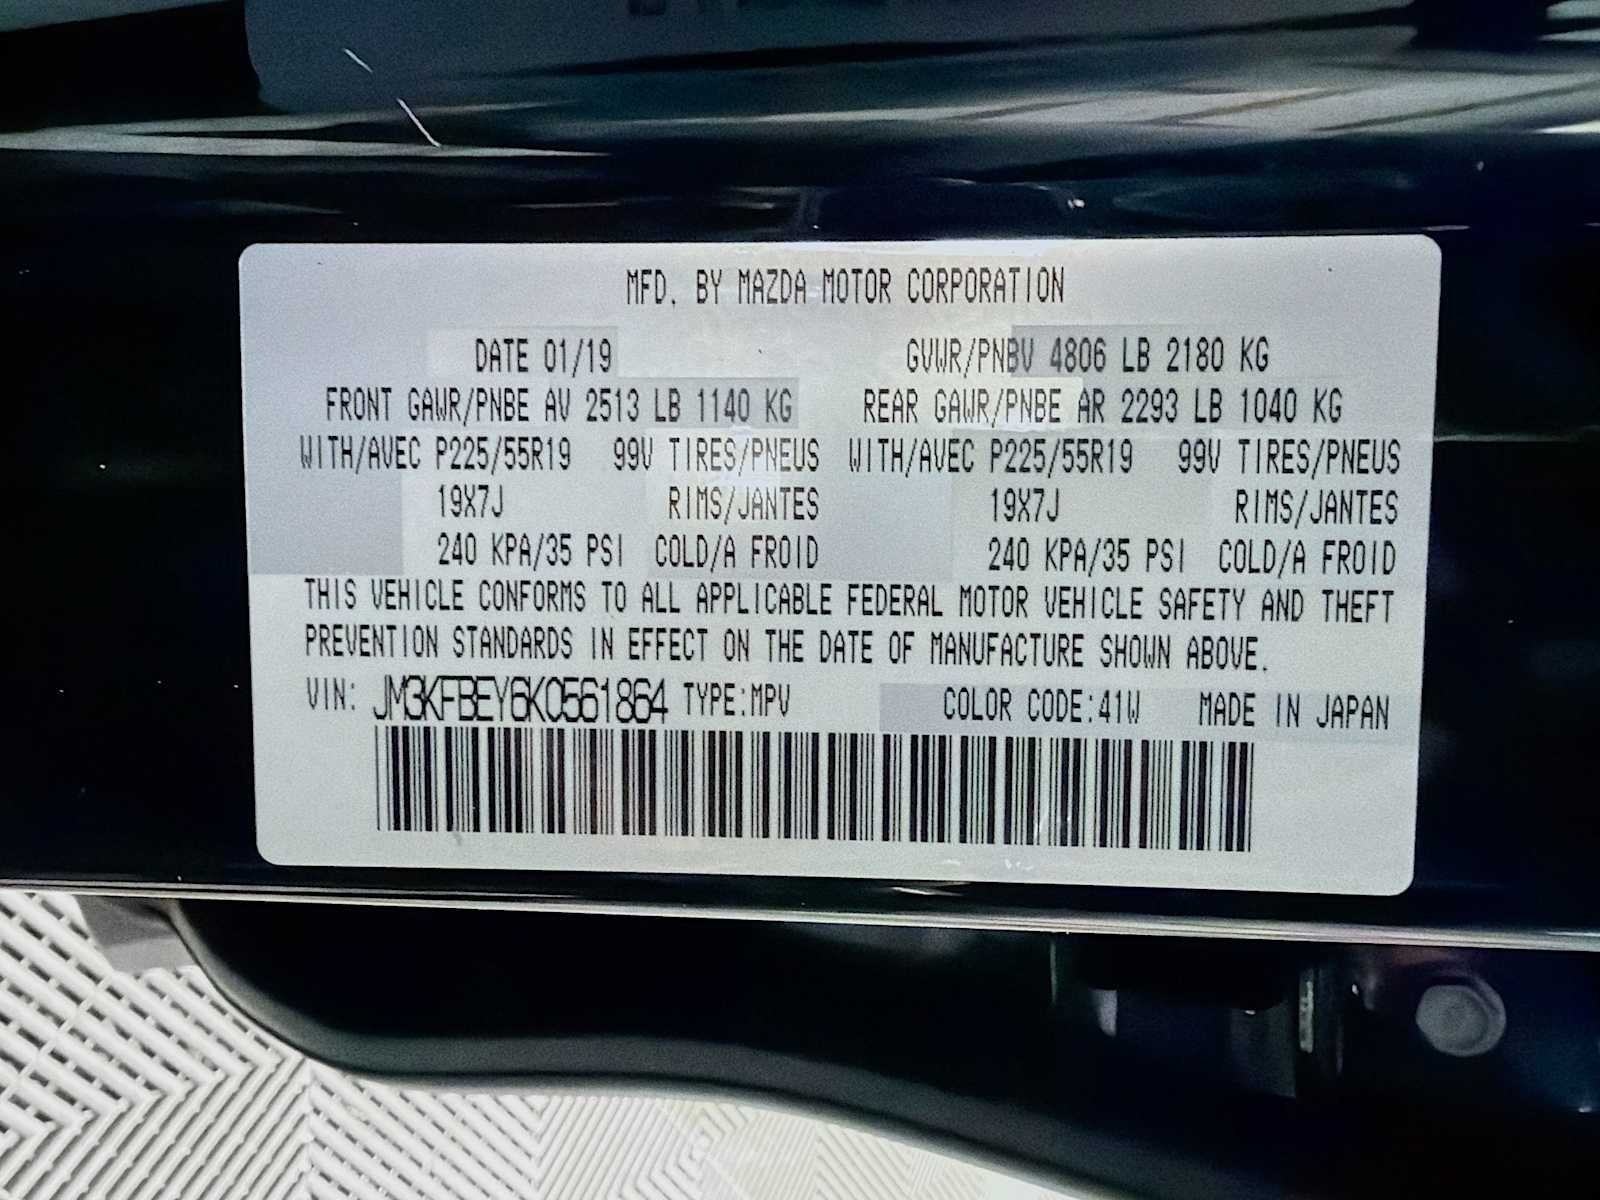 MFD. BY MAZDA MOTOR CORPORATION
DATE 01/19 GVWR/PNBV 4806 LB 2180 KG
FRONT GAWR/PNBE AV 2513 LB 1140 KG REAR GAWR/PNBE AR 2293 LB 1040 KG
WITH/AVEC P225/55R19 99V TIRES/PNEUS WITH/AVEC P225/55R19 99V TIRES/PNEUS
19X7J RIMS/JANTES 19X7J RIMS/JANTES
240 KPA/35 PSI COLD/A FROID 240 KPA/35 PSI COLD/A FROID
THIS VEHICLE CONFORMS TO ALL APPLICABLE FEDERAL MOTOR VEHICLE SAFETY AND THEFT
PREVENTION STANDARDS IN EFFECT ON THE DATE OF MANUFACTURE SHOWN ABOVE.
VIN: JM3KFBEY6K0561864 TYPE:MPV COLOR CODE:41W MADE IN JAPAN